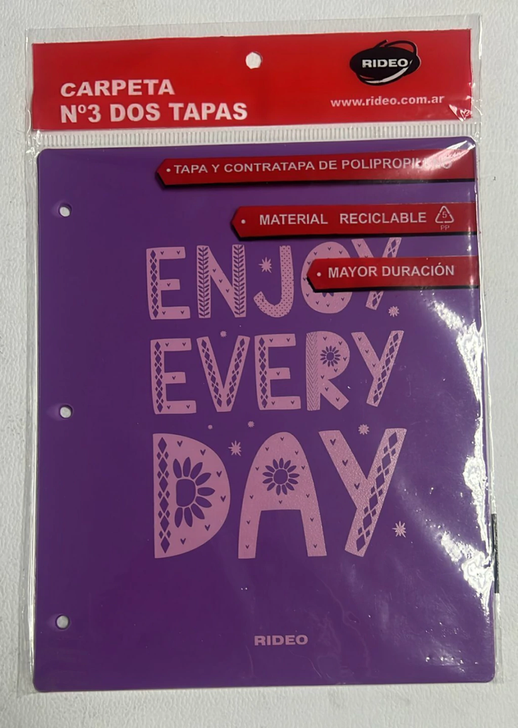 CARPETA
Nº3 DOS TAPAS
RIDEO
www.rideo.com.ar
• TAPA Y CONTRATAPA DE
• MATERIAL RECICLABLE
5
PP
• MAYOR DURACIÓN
ENJOY
EVERY
DAY
RIDEO